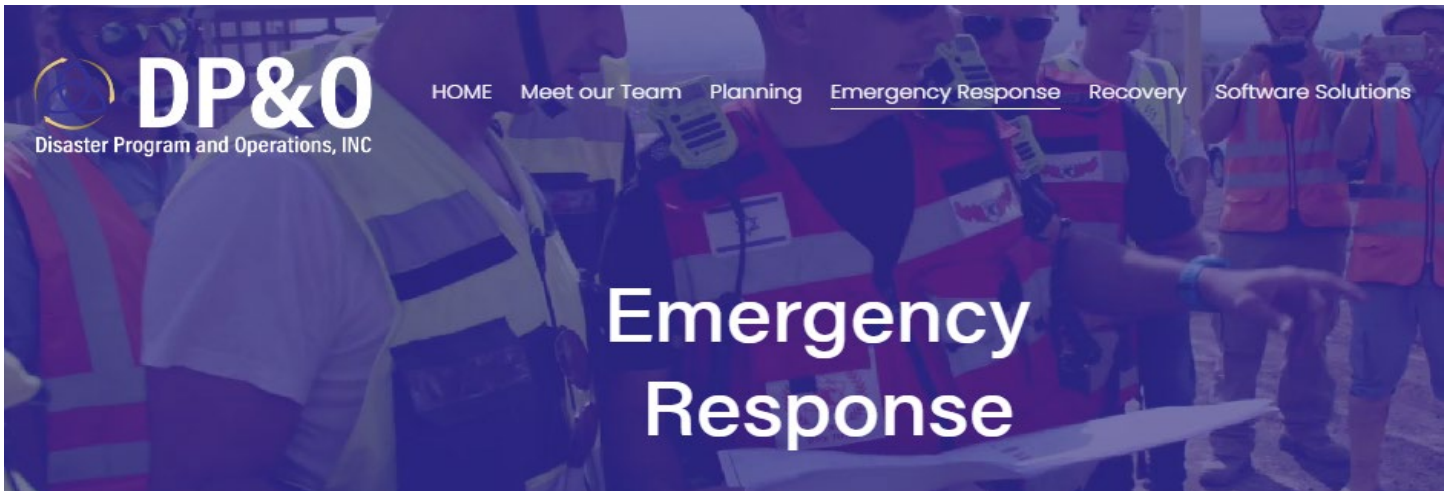 DP&O
Disaster Program and Operations, INC
HOME Meet our Team Planning Emergency Response Recovery Software Solutions
Emergency
Response